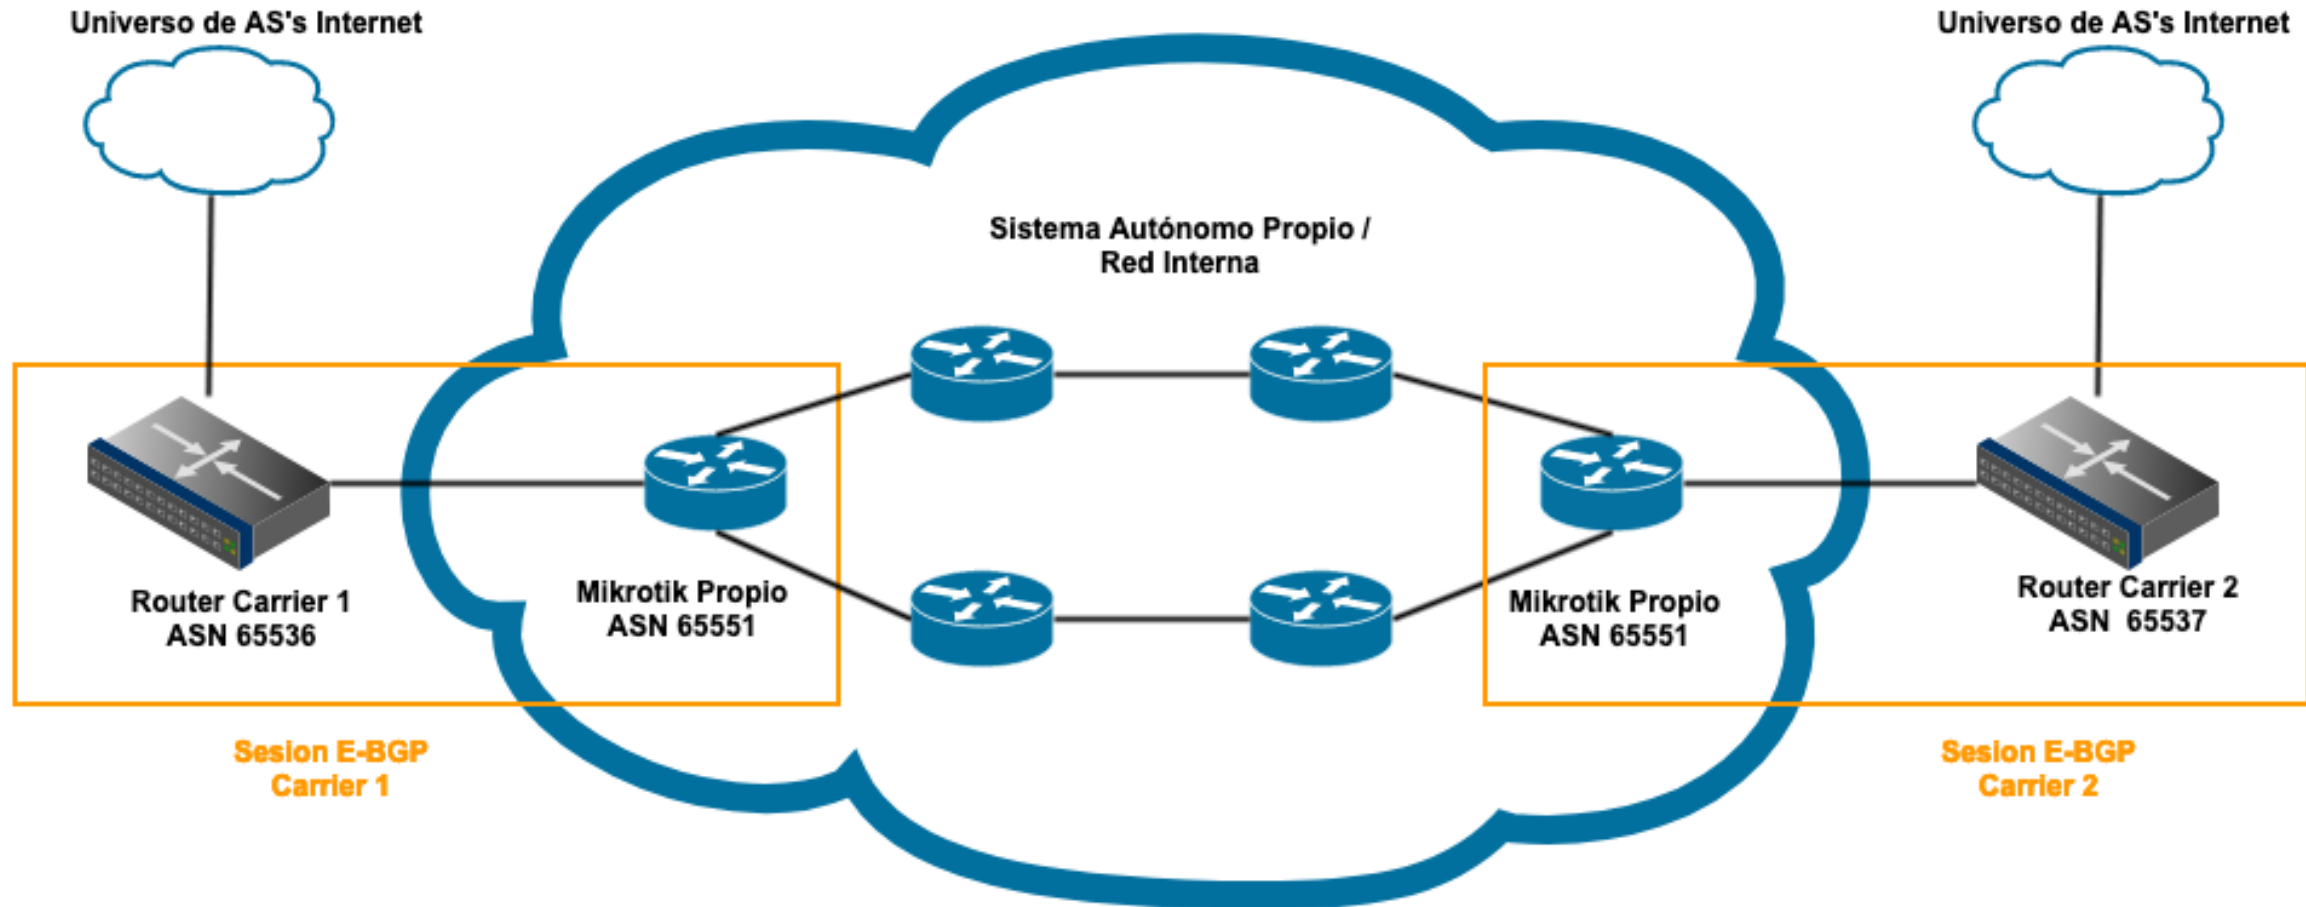 Universo de AS's Internet
Universo de AS's Internet
Sistema Autónomo Propio /
Red Interna
Router Carrier 1
ASN 65536
Mikrotik Propio
ASN 65551
Mikrotik Propio
ASN 65551
Router Carrier 2
ASN 65537
Sesion E-BGP
Carrier 1
Sesion E-BGP
Carrier 2